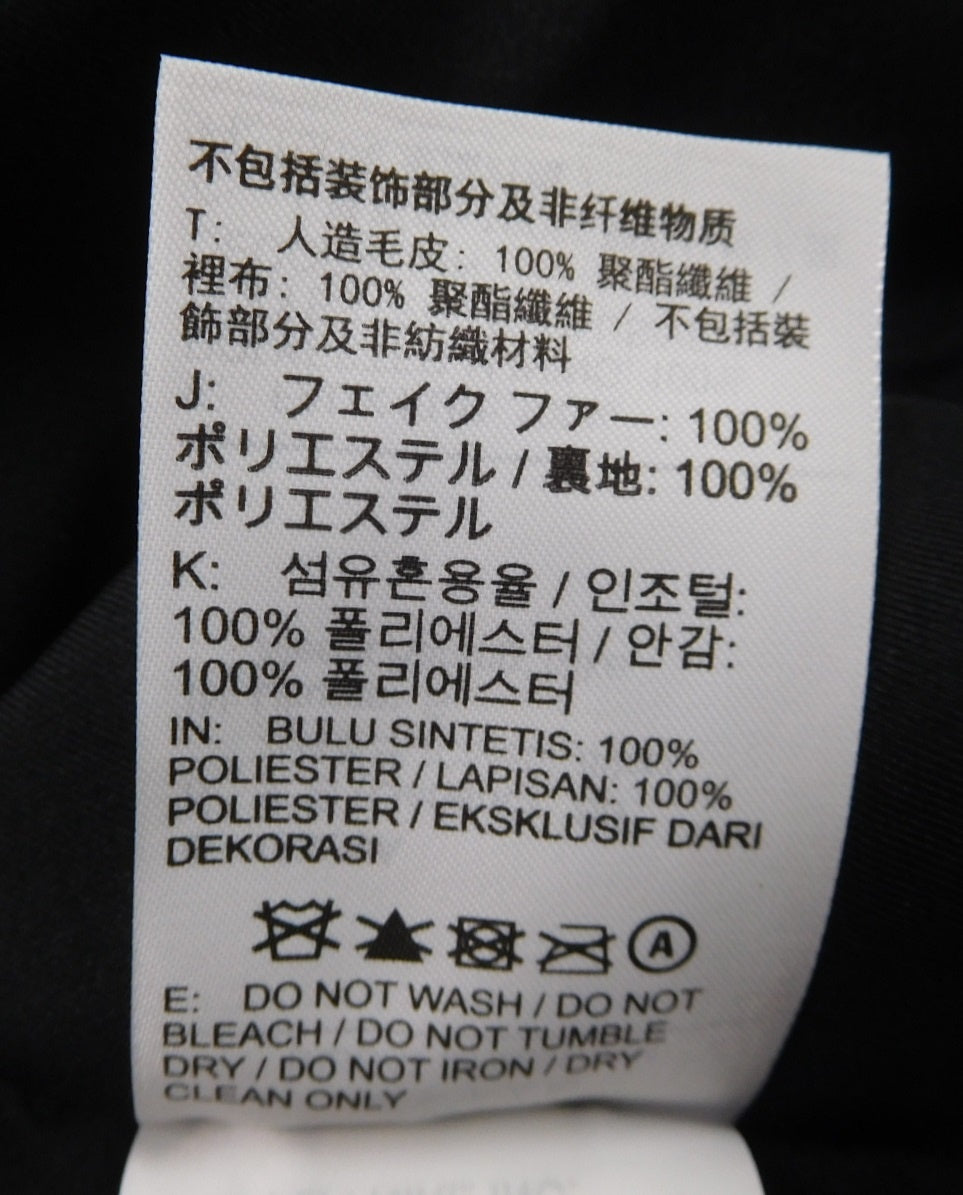 不包括装饰部分及非纤维物质
T: 人造毛皮: 100% 聚酯纖維 /
裡布: 100% 聚酯纖維 / 不包括裝
飾部分及非紡織材料
J: フェイク ファー: 100%
ポリエステル / 裏地: 100%
ポリエステル
K: 섬유혼용율 / 인조털:
100% 폴리에스터 / 안감:
100% 폴리에스터
IN: BULU SINTETIS: 100%
POLIESTER / LAPISAN: 100%
POLIESTER / EKSKLUSIF DARI
DEKORASI
A
E: DO NOT WASH / DO NOT
BLEACH / DO NOT TUMBLE
DRY / DO NOT IRON / DRY
CLEAN ONLY